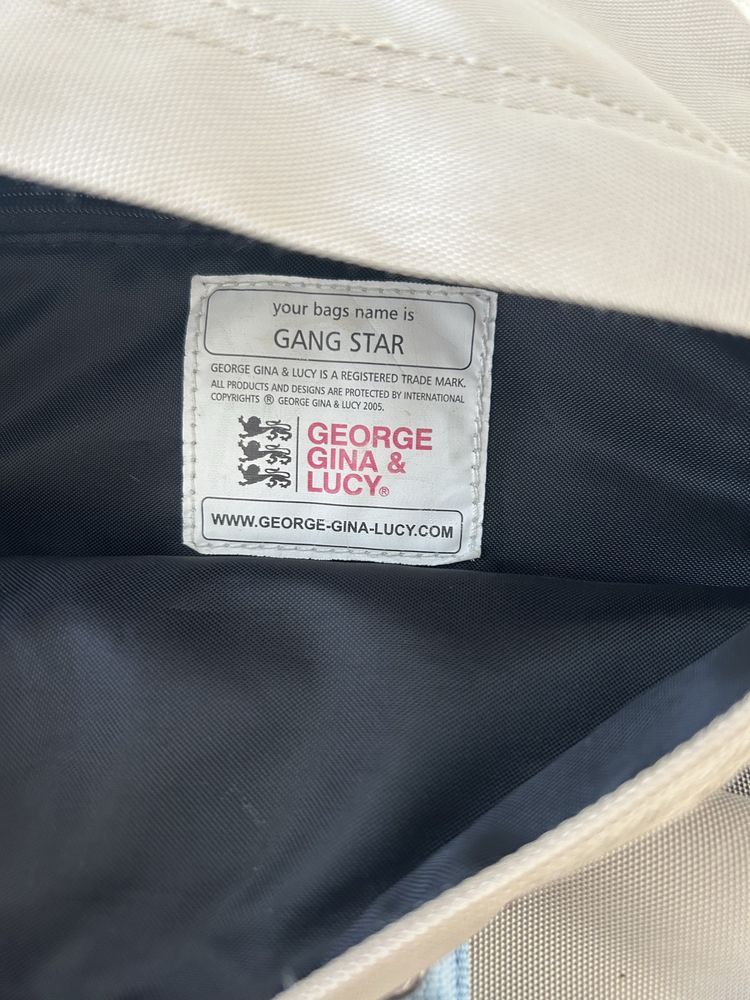 your bags name is
GANG STAR
GEORGE GINA & LUCY IS A REGISTERED TRADE MARK.
ALL PRODUCTS AND DESIGNS ARE PROTECTED BY INTERNATIONAL
COPYRIGHTS ® GEORGE GINA & LUCY 2005.
GEORGE
GINA &
LUCY®
WWW.GEORGE-GINA-LUCY.COM